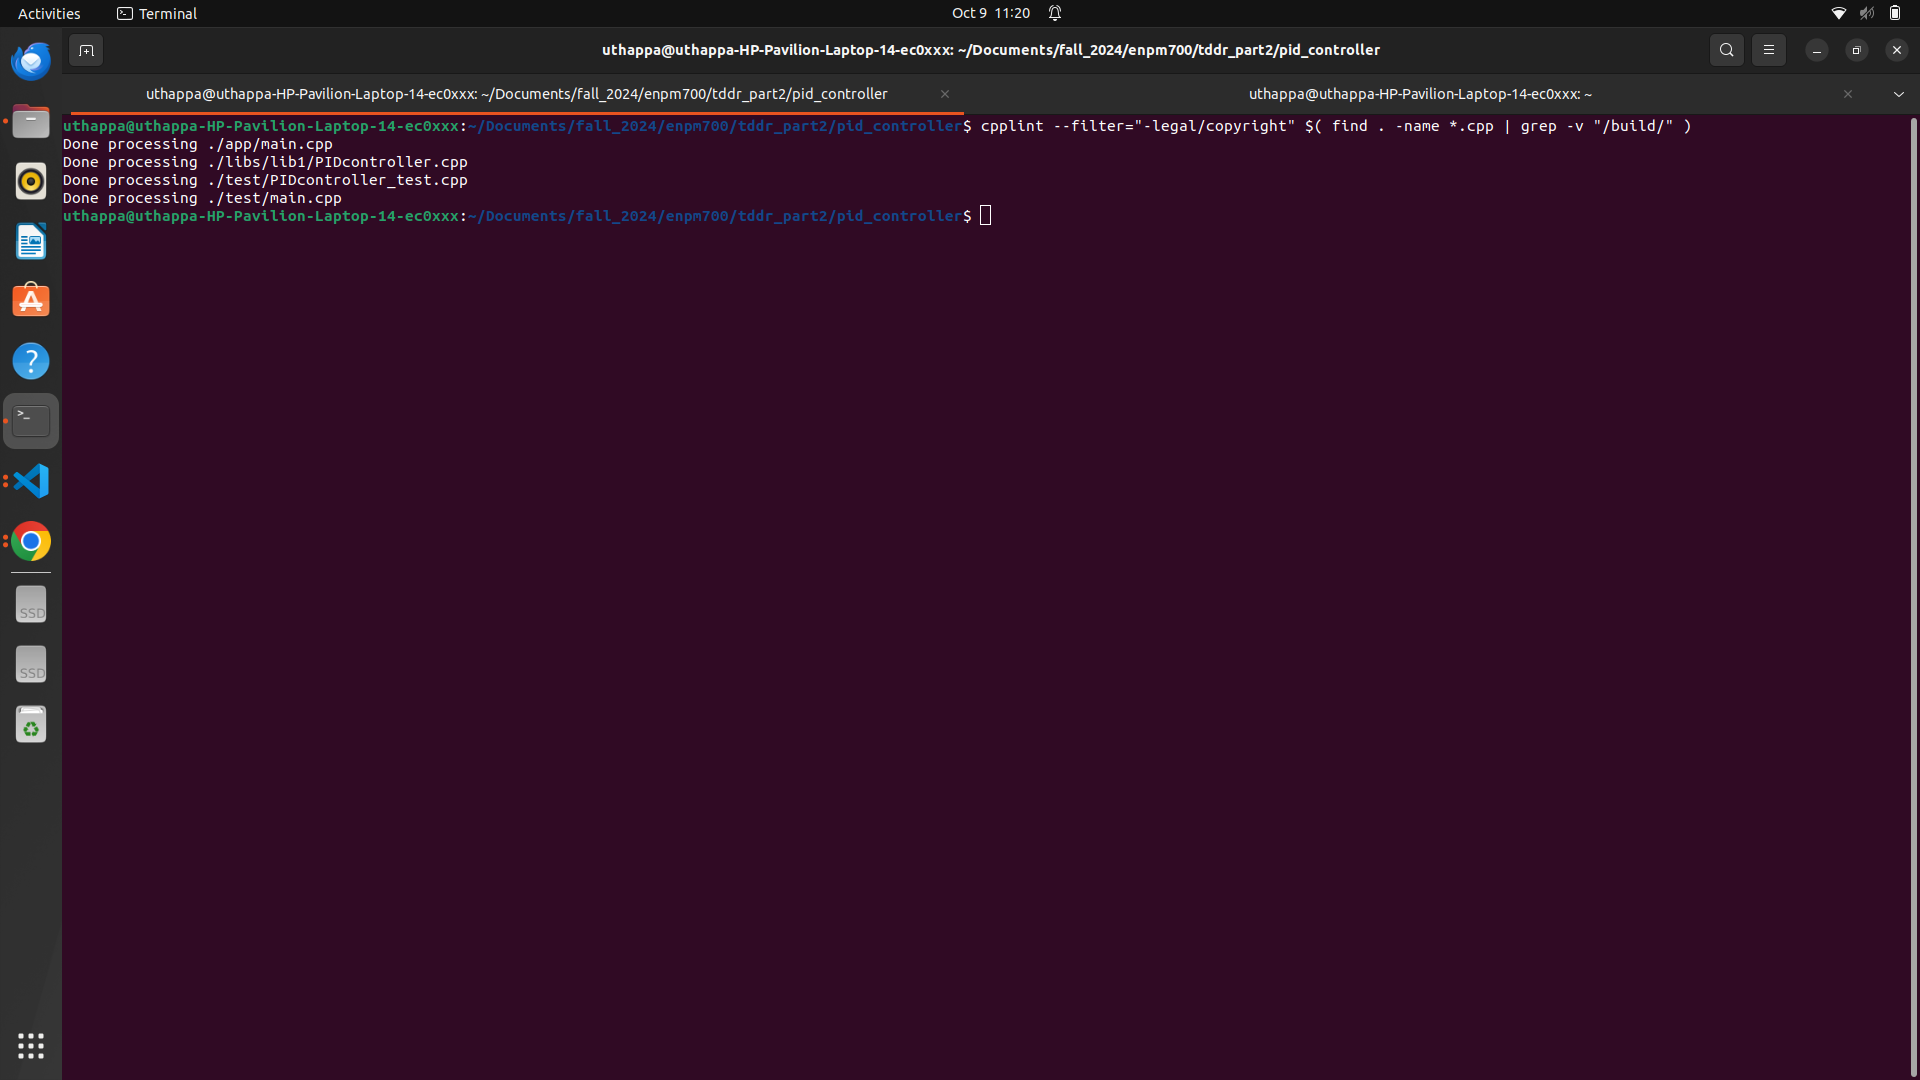 Activities
Terminal
Oct 9 11:20
uthappa@uthappa-HP-Pavilion-Laptop-14-ec0xxx: ~/Documents/fall_2024/enpm700/tddr_part2/pid_controller
uthappa@uthappa-HP-Pavilion-Laptop-14-ec0xxx: ~/Documents/fall_2024/enpm700/tddr_part2/pid_controller
uthappa@uthappa-HP-Pavilion-Laptop-14-ec0xxx: ~
uthappa@uthappa-HP-Pavilion-Laptop-14-ec0xxx:~/Documents/fall_2024/enpm700/tddr_part2/pid_controller$ cpplint --filter="-legal/copyright" $( find . -name *.cpp | grep -v "/build/" )
Done processing ./app/main.cpp
Done processing ./libs/lib1/PIDcontroller.cpp
Done processing ./test/PIDcontroller_test.cpp
Done processing ./test/main.cpp
uthappa@uthappa-HP-Pavilion-Laptop-14-ec0xxx:~/Documents/fall_2024/enpm700/tddr_part2/pid_controller$
SSD
SSD